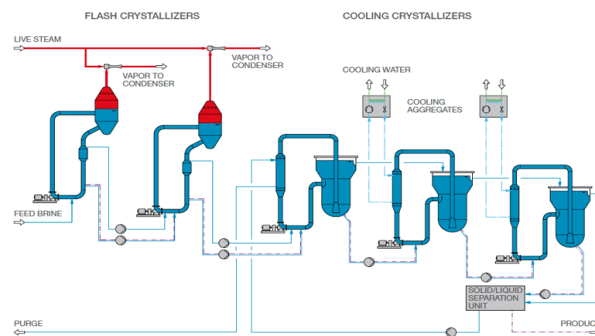 FLASH CRYSTALLIZERS
COOLING CRYSTALLIZERS
LIVE STEAM
VAPOR TO
CONDENSER
VAPOR TO
CONDENSER
COOLING WATER
COOLING
AGGREGATES
FEED BRINE
SOLID/LIQUID
SEPARATION
UNIT
PURGE
PRODUC